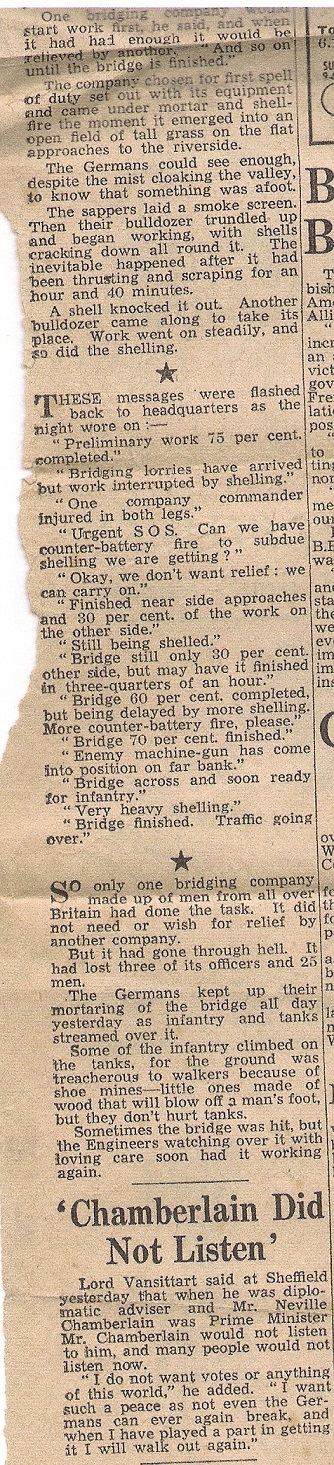 One bridging company would
start work first, he said, and when
it had had enough it would be
relieved by another. "And so on
until the bridge is finished."
The company chosen for first spell
of duty set out with its equipment
and came under mortar and shell-
fire the moment it emerged into an
open field of tall grass on the flat
approaches to the riverside.
The Germans could see enough,
despite the mist cloaking the valley,
to know that something was afoot.
The sappers laid a smoke screen.
Then their bulldozer trundled up
and began working, with shells
cracking down all round it. The
inevitable happened after it had
been thrusting and scraping for an
hour and 40 minutes.
A shell knocked it out. Another
bulldozer came along to take its
place. Work went on steadily, and
so did the shelling.
★
THESE messages were flashed
back to headquarters as the
night wore on :—
"Preliminary work 75 per cent.
completed."
"Bridging lorries have arrived
but work interrupted by shelling."
"One company commander
injured in both legs."
"Urgent SOS. Can we have
counter-battery fire to subdue
shelling we are getting?"
"Okay, we don't want relief: we
can carry on."
"Finished near side approaches
and 30 per cent. of the work on
the other side."
"Still being shelled."
"Bridge still only 30 per cent.
other side, but may have it finished
in three-quarters of an hour."
"Bridge 60 per cent. completed,
but being delayed by more shelling.
More counter-battery fire, please."
"Bridge 70 per cent. finished."
"Enemy machine-gun has come
into position on far bank."
"Bridge across and soon ready
for infantry."
"Very heavy shelling."
"Bridge finished. Traffic going
over."
★
SO only one bridging company
made up of men from all over
Britain had done the task. It did
not need or wish for relief by
another company.
But it had gone through hell. It
had lost three of its officers and 25
men.
The Germans kept up their
mortaring of the bridge all day
yesterday as infantry and tanks
streamed over it.
Some of the infantry climbed on
the tanks, for the ground was
treacherous to walkers because of
shoe mines—little ones made of
wood that will blow off a man's foot,
but they don't hurt tanks.
Sometimes the bridge was hit, but
the Engineers watching over it with
loving care soon had it working
again.
'Chamberlain Did
Not Listen'
Lord Vansittart said at Sheffield
yesterday that when he was diplo-
matic adviser and Mr. Neville
Chamberlain was Prime Minister
Mr. Chamberlain would not listen
to him, and many people would not
listen now.
"I do not want votes or anything
of this world," he added. "I want
such a peace as not even the Ger-
mans can ever again break, and
when I have played a part in getting
it I will walk out again."